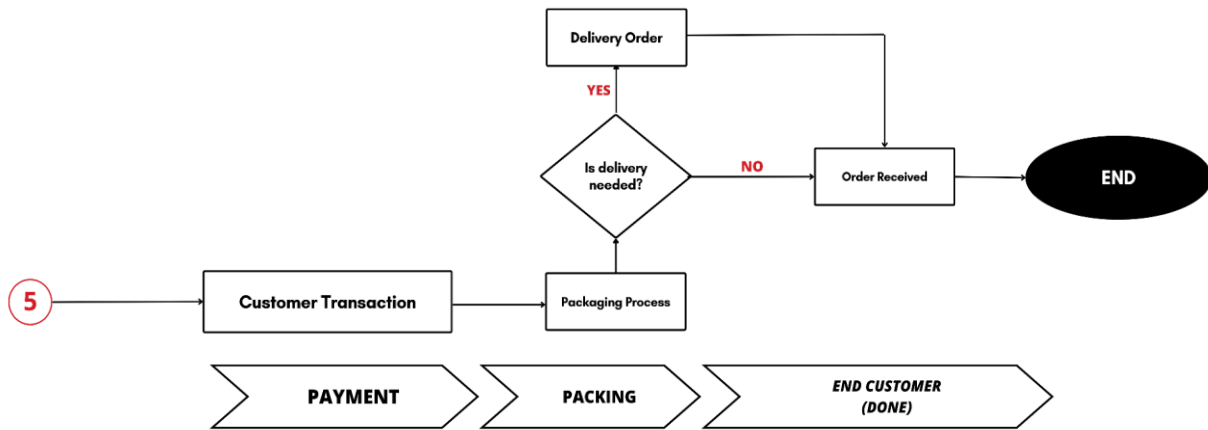 Delivery Order
YES
Is delivery
needed?
NO
Order Received
END
5
Customer Transaction
Packaging Process
PAYMENT
PACKING
END CUSTOMER
(DONE)